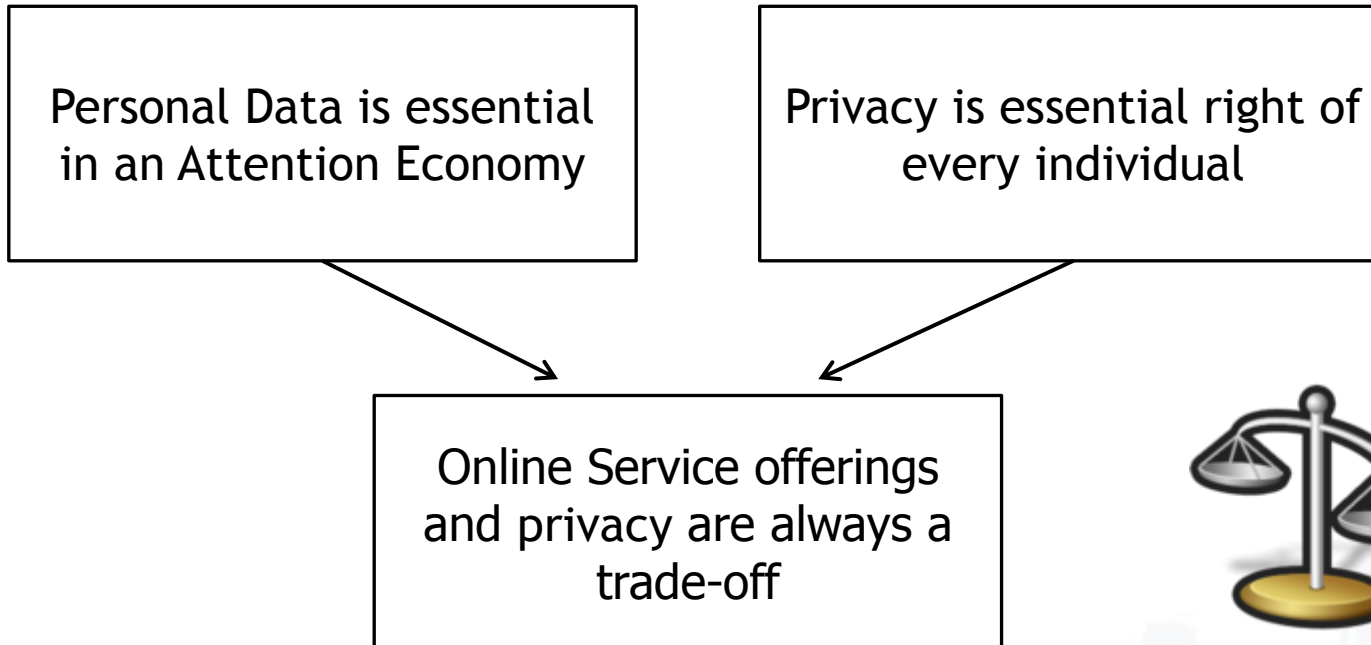 Personal Data is essential
in an Attention Economy
Privacy is essential right of
every individual
Online Service offerings
and privacy are always a
trade-off